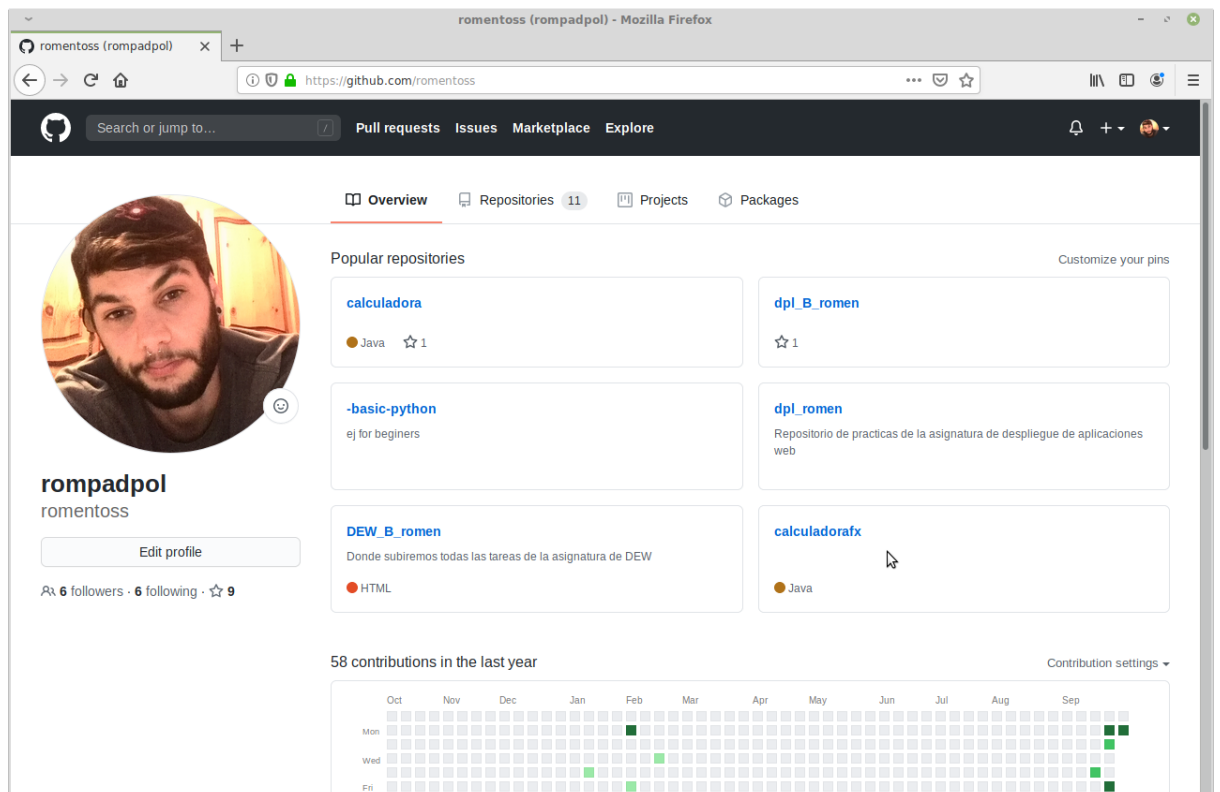 romentoss (rompadpol) - Mozilla Firefox
romentoss (rompadpol)
https://github.com/romentoss
Search or jump to…
/
Pull requests Issues Marketplace Explore
Overview Repositories 11 Projects Packages
Popular repositories
Customize your pins
calculadora
Java 1
dpl_B_romen
1
-basic-python
ej for beginers
dpl_romen
Repositorio de practicas de la asignatura de despliegue de aplicaciones
web
DEW_B_romen
Donde subiremos todas las tareas de la asignatura de DEW
HTML
calculadorafx
Java
rompadpol
romentoss
Edit profile
6 followers · 6 following · 9
58 contributions in the last year
Contribution settings
Oct Nov Dec Jan Feb Mar Apr May Jun Jul Aug Sep
Mon
Wed
Fri